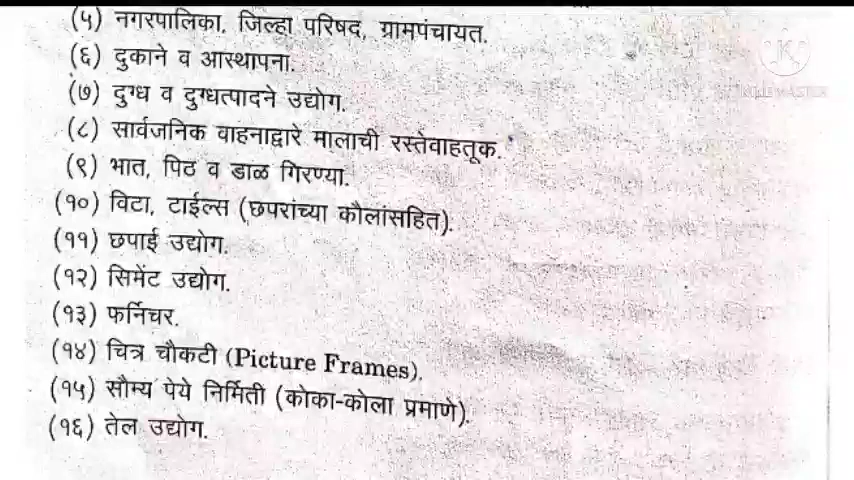 (५) नगरपालिका, जिल्हा परिषद, ग्रामपंचायत.
(६) दुकाने व आस्थापना.
(७) दुग्ध व दुग्धत्पादने उद्योग.
(८) सार्वजनिक वाहनाद्वारे मालाची रस्तेवाहतूक.
(९) भात, पिठ व डाळ गिरण्या.
(१०) विटा, टाईल्स (छपरांच्या कौलांसहित).
(११) छपाई उद्योग.
(१२) सिमेंट उद्योग.
(१३) फर्निचर.
(१४) चित्र चौकटी (Picture Frames).
(१५) सौम्य पेये निर्मिती (कोका-कोला प्रमाणे).
(१६) तेल उद्योग.